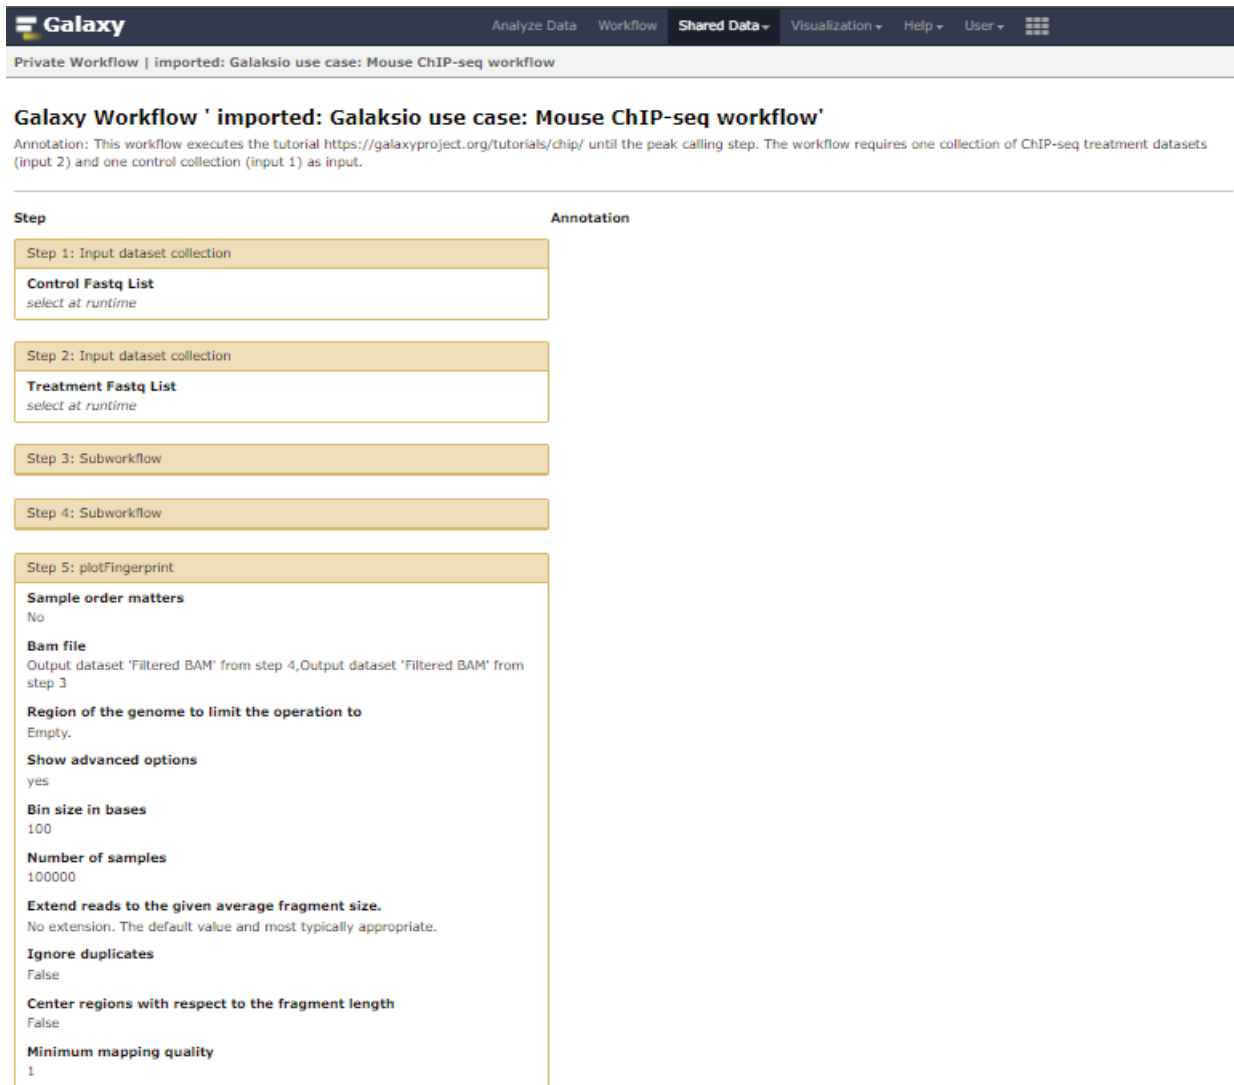 Galaxy
Analyze Data Workflow Shared Data Visualization Help User
Private Workflow | imported: Galaksio use case: Mouse ChIP-seq workflow
Galaxy Workflow ' imported: Galaksio use case: Mouse ChIP-seq workflow'
Annotation: This workflow executes the tutorial https://galaxyproject.org/tutorials/chip/ until the peak calling step. The workflow requires one collection of ChIP-seq treatment datasets
(input 2) and one control collection (input 1) as input.
Step Annotation
Step 1: Input dataset collection
Control Fastq List
select at runtime
Step 2: Input dataset collection
Treatment Fastq List
select at runtime
Step 3: Subworkflow
Step 4: Subworkflow
Step 5: plotFingerprint
Sample order matters
No
Bam file
Output dataset 'Filtered BAM' from step 4,Output dataset 'Filtered BAM' from
step 3
Region of the genome to limit the operation to
Empty.
Show advanced options
yes
Bin size in bases
100
Number of samples
100000
Extend reads to the given average fragment size.
No extension. The default value and most typically appropriate.
Ignore duplicates
False
Center regions with respect to the fragment length
False
Minimum mapping quality
1